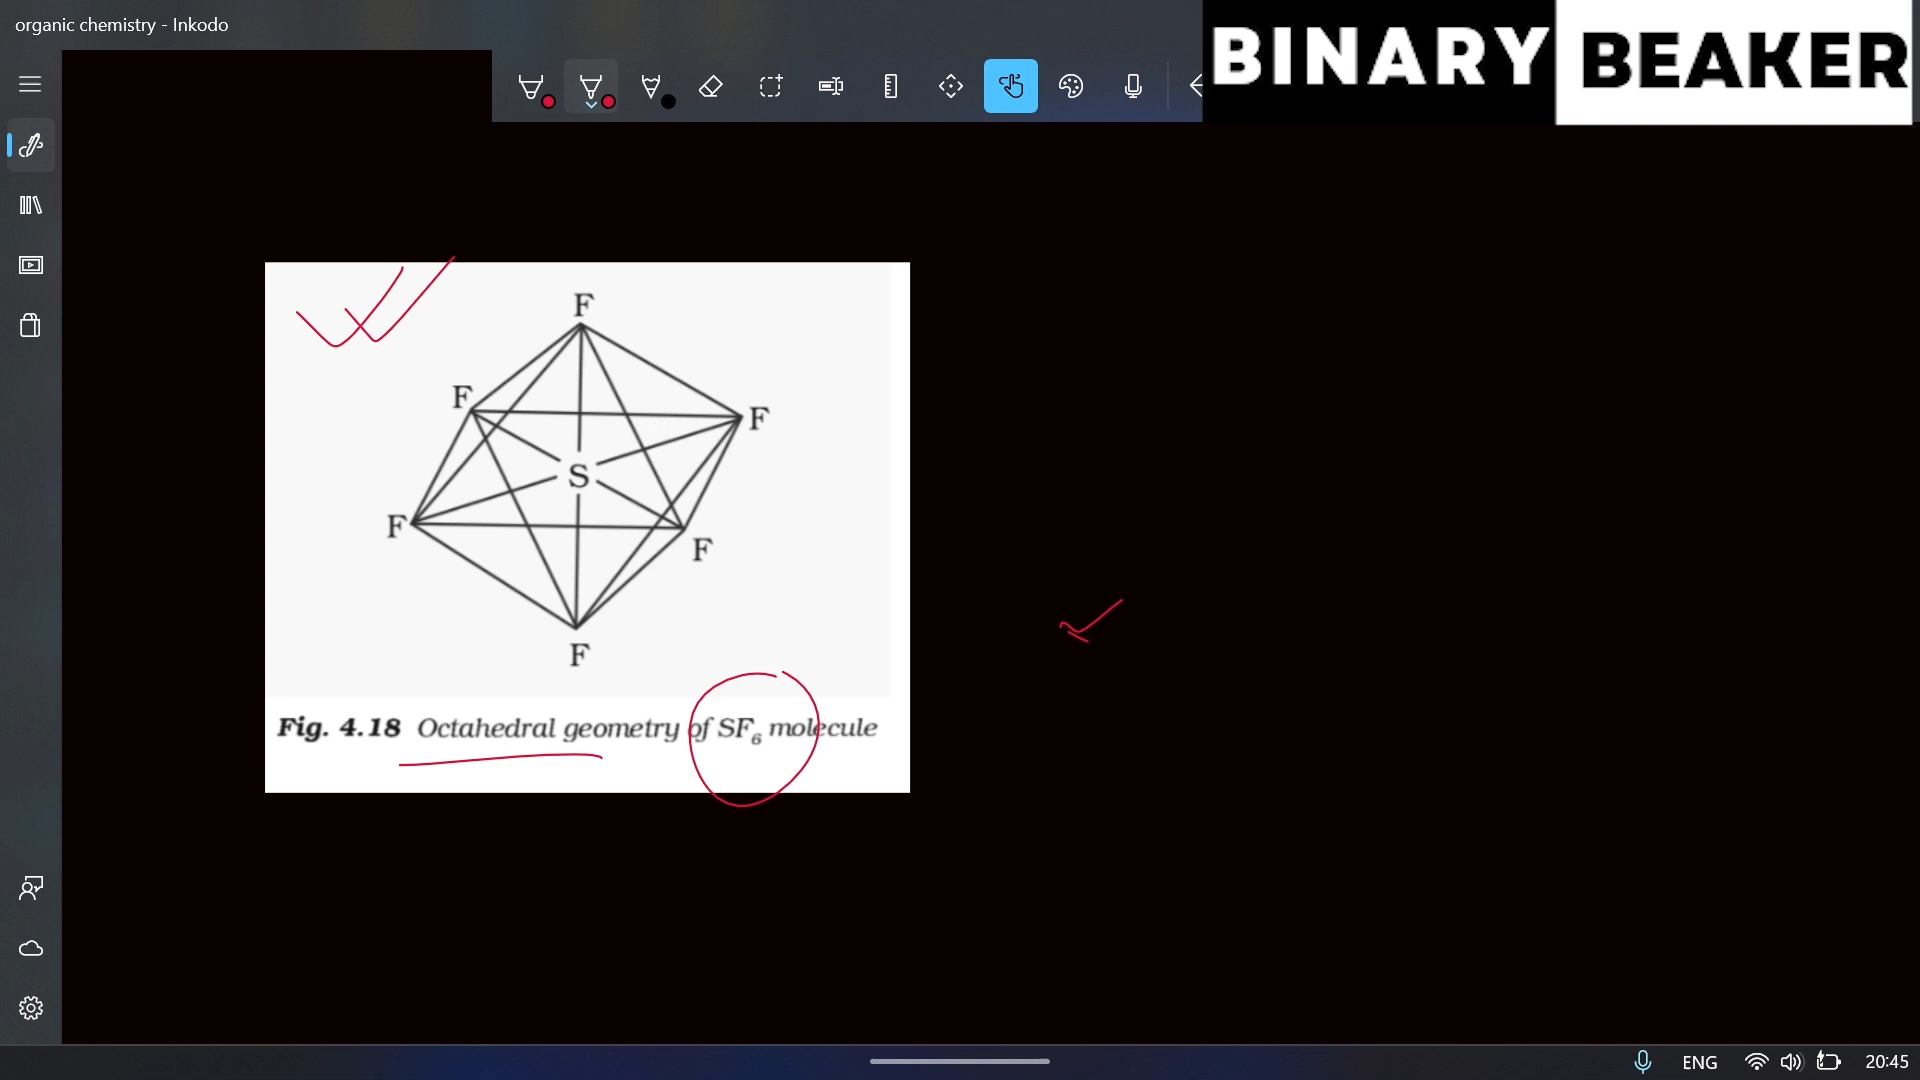 organic chemistry - Inkodo
BINARY BEAKER
F
F
F
S
F
F
F
Fig. 4.18 Octahedral geometry of SF₆ molecule
ENG
20:45